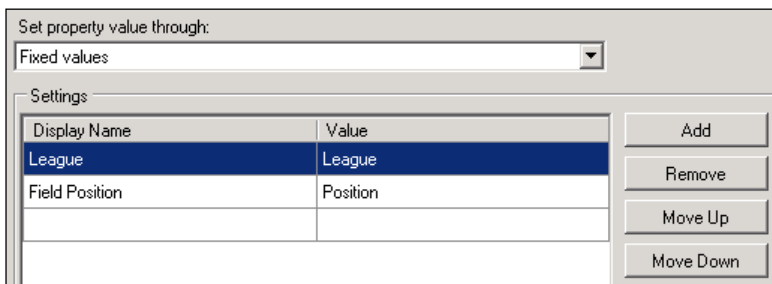 Set property value through:
Fixed values
Settings
Display Name Value
League League
Field Position Position
Add
Remove
Move Up
Move Down